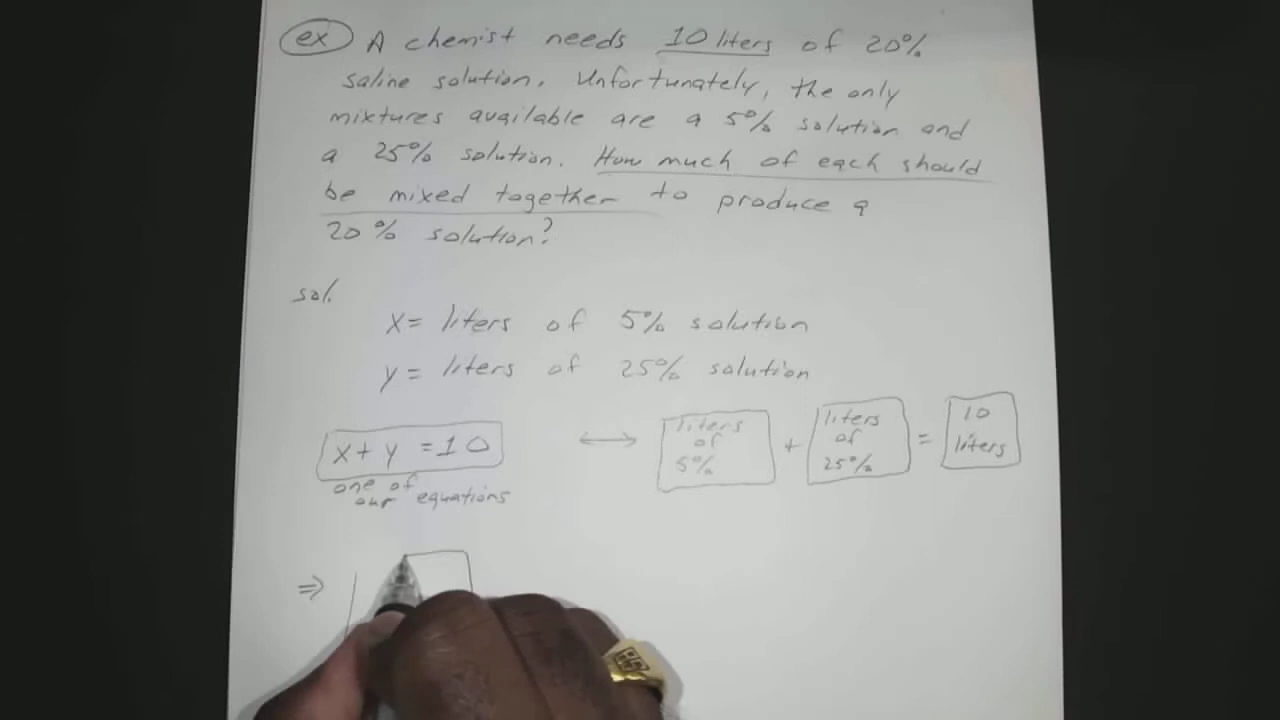 ex A chemist needs 10 liters of 20%
saline solution. Unfortunately, the only
mixtures available are a 5% solution and
a 25% solution. How much of each should
be mixed together to produce a
20% solution?
sol.
x= liters of 5% solution
y= liters of 25% solution
x+y=10
one of
our equations
liters
of
5%
+
liters
of
25%
=
10
liters
⇒